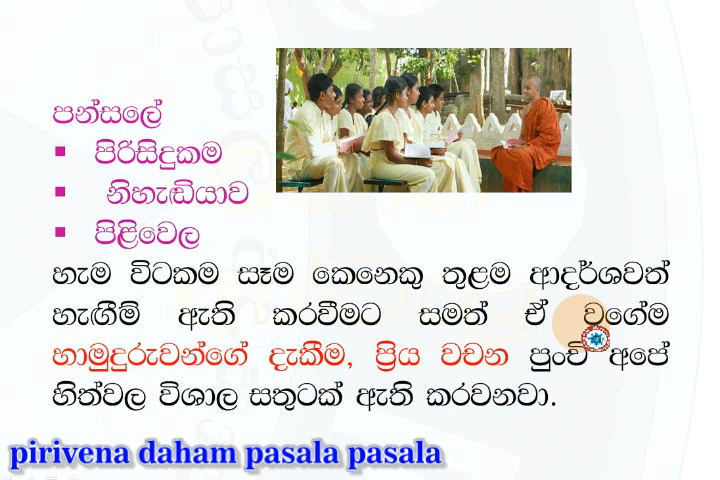 පන්සලේ
▪ පිරිසිදුකම
▪ නිහැඬියාව
▪ පිළිවෙල
හැම විටකම සෑම කෙනෙකු තුළම ආදර්ශවත්
හැඟීම් ඇති කරවීමට සමත් ඒ වගේම
හාමුදුරුවන්ගේ දැකීම, ප්‍රිය වචන පුංචි අපේ
හිත්වල විශාල සතුටක් ඇති කරවනවා.
pirivena daham pasala pasala